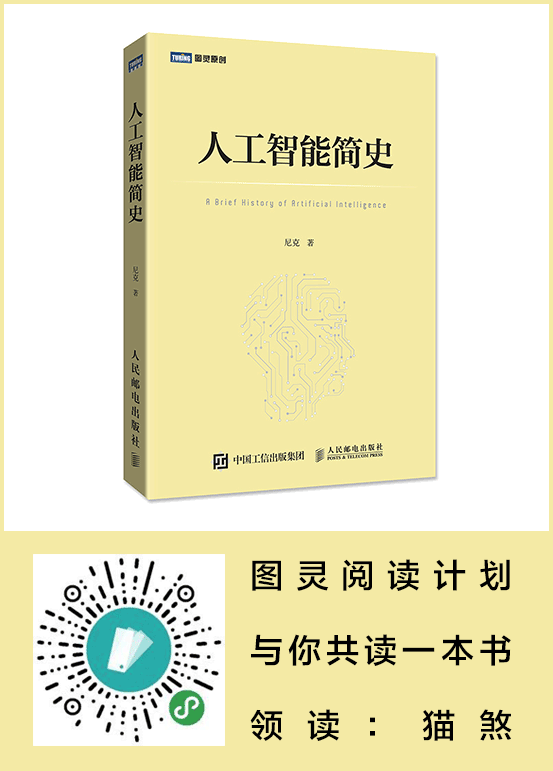 TURING 图灵原创
人工智能简史
A Brief History of Artificial Intelligence
尼克 著
中国工信出版集团
人民邮电出版社
POSTS & TELECOM PRESS
人工智能简史
尼克 著
人民邮电出版社
图灵阅读计划
与你共读一本书
领读：猫煞